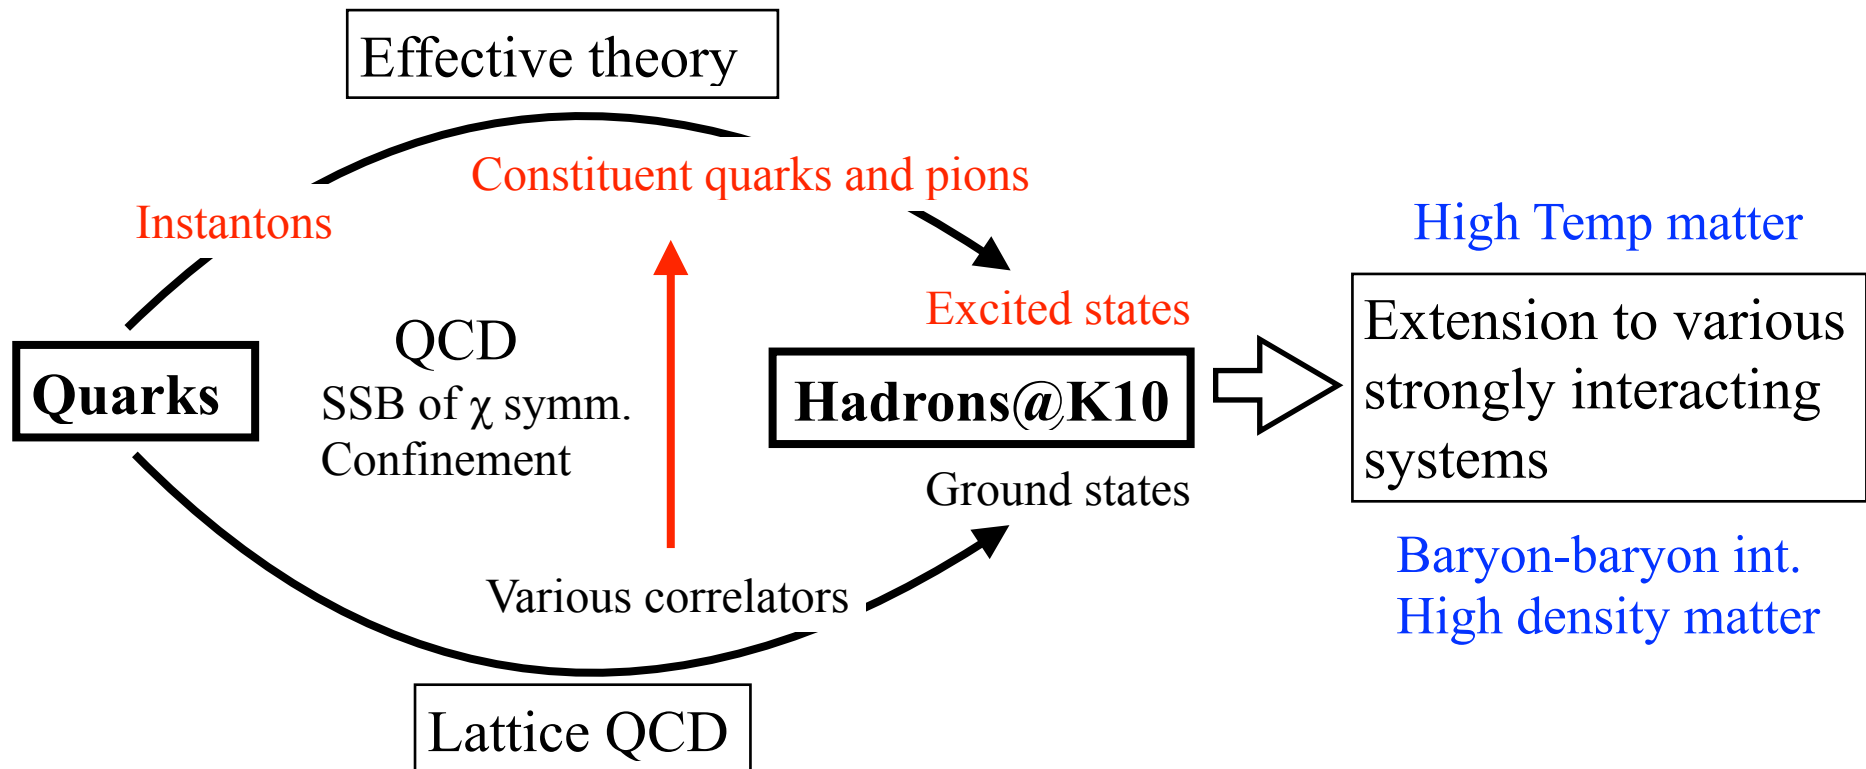 Effective theory
Constituent quarks and pions
Instantons
High Temp matter
Excited states
Extension to various
strongly interacting
systems
QCD
SSB of χ symm.
Confinement
Quarks
Hadrons@K10
Ground states
Various correlators
Baryon-baryon int.
High density matter
Lattice QCD